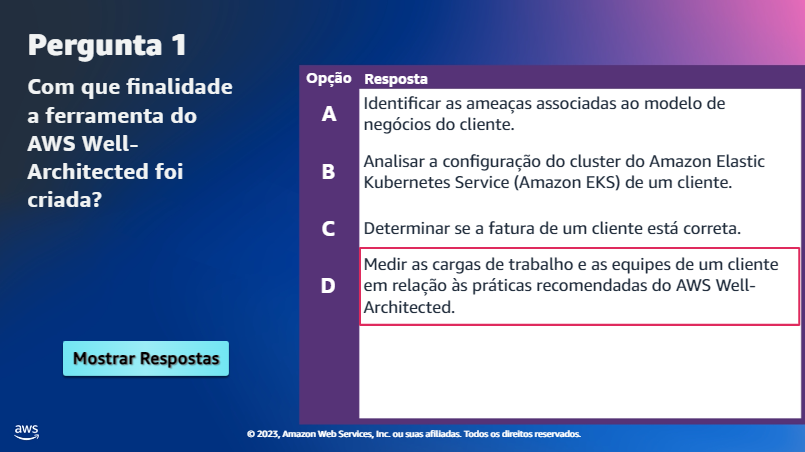 Pergunta 1
Com que finalidade
a ferramenta do
AWS Well-
Architected foi
criada?
Opção Resposta
A
Identificar as ameaças associadas ao modelo de
negócios do cliente.
B
Analisar a configuração do cluster do Amazon Elastic
Kubernetes Service (Amazon EKS) de um cliente.
C
Determinar se a fatura de um cliente está correta.
D
Medir as cargas de trabalho e as equipes de um cliente
em relação às práticas recomendadas do AWS Well-
Architected.
Mostrar Respostas
aws
© 2023, Amazon Web Services, Inc. ou suas afiliadas. Todos os direitos reservados.